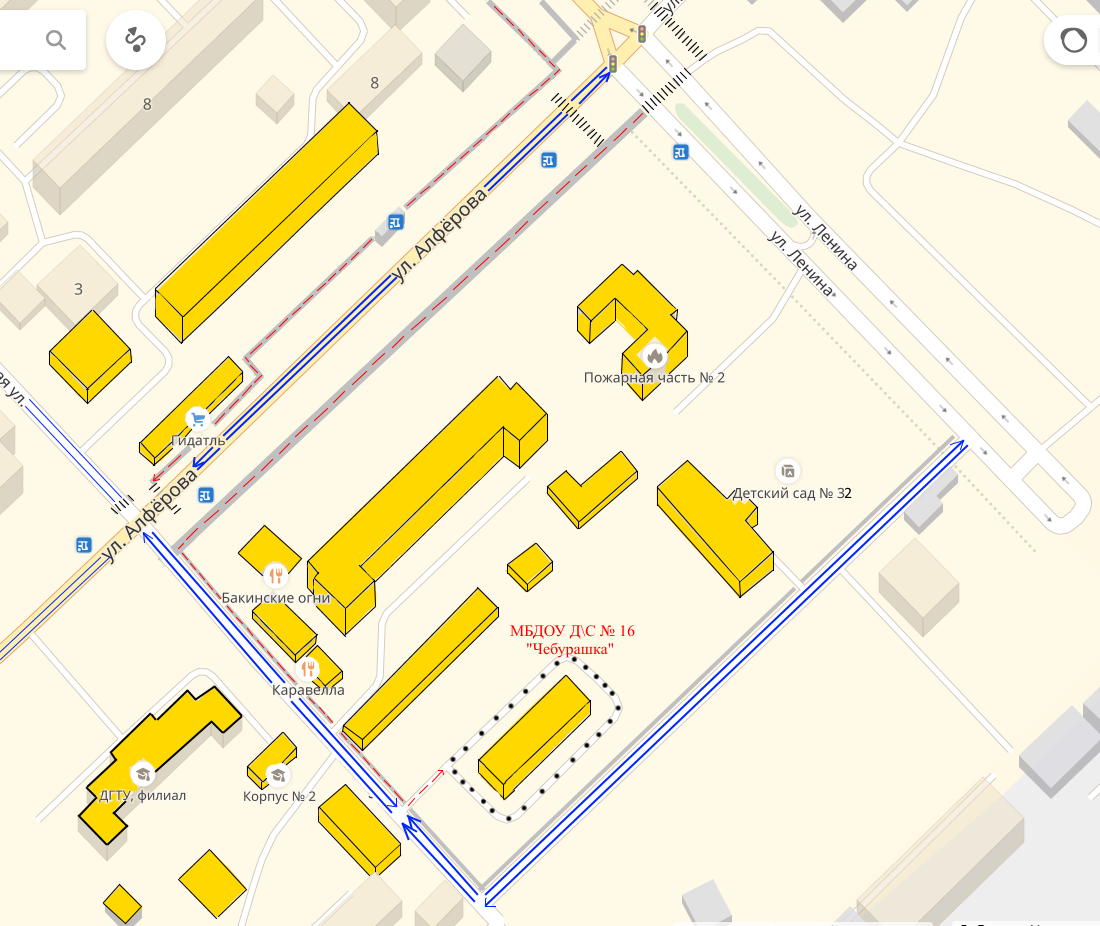 8
8
ул. Алфёрова
ул. Ленина
ул. Ленина
3
Пожарная часть № 2
Гидатль
ул. Алфёрова
Детский сад № 32
Бакинские огни
МБДОУ Д\С № 16
"Чебурашка"
Каравелла
ДГТУ, филиал
Корпус № 2